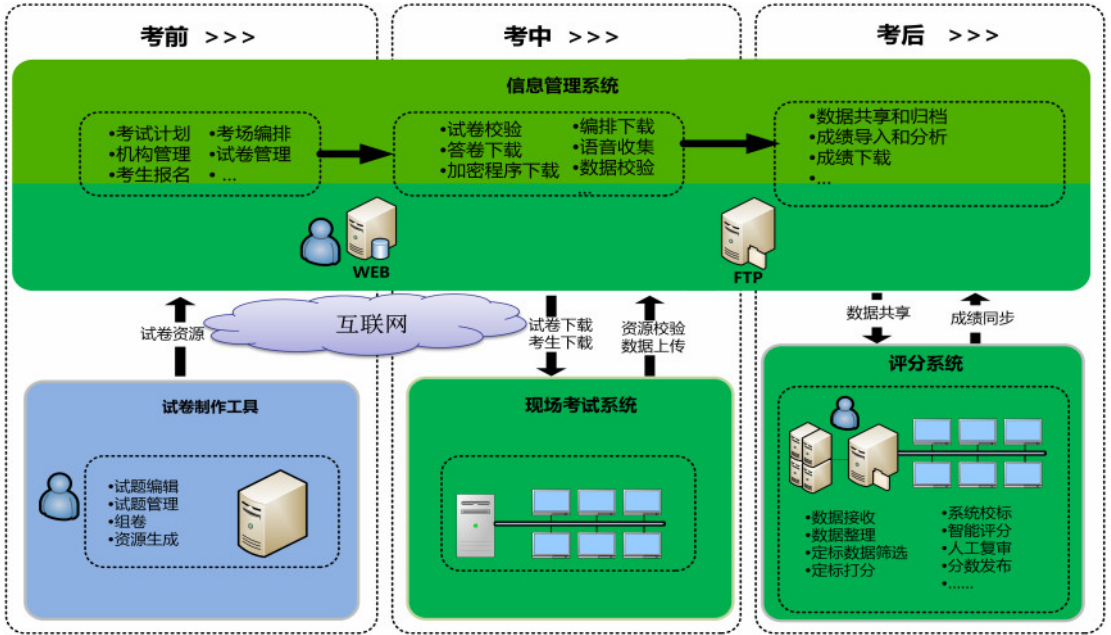 考前 >>>
考中 >>>
考后 >>>
信息管理系统
•考试计划
•机构管理
•考生报名
•考场编排
•试卷管理
•...
•试卷校验
•答卷下载
•加密程序下载
•编排下载
•语音收集
•数据校验
...
•数据共享和归档
•成绩导入和分析
•成绩下载
•...
WEB
FTP
试卷资源
互联网
试卷下载
考生下载
资源校验
数据上传
数据共享
成绩同步
试卷制作工具
•试题编辑
•试题管理
•组卷
•资源生成
现场考试系统
评分系统
•数据接收
•数据整理
•定标数据筛选
•定标打分
•系统校标
•智能评分
•人工复审
•分数发布
•......